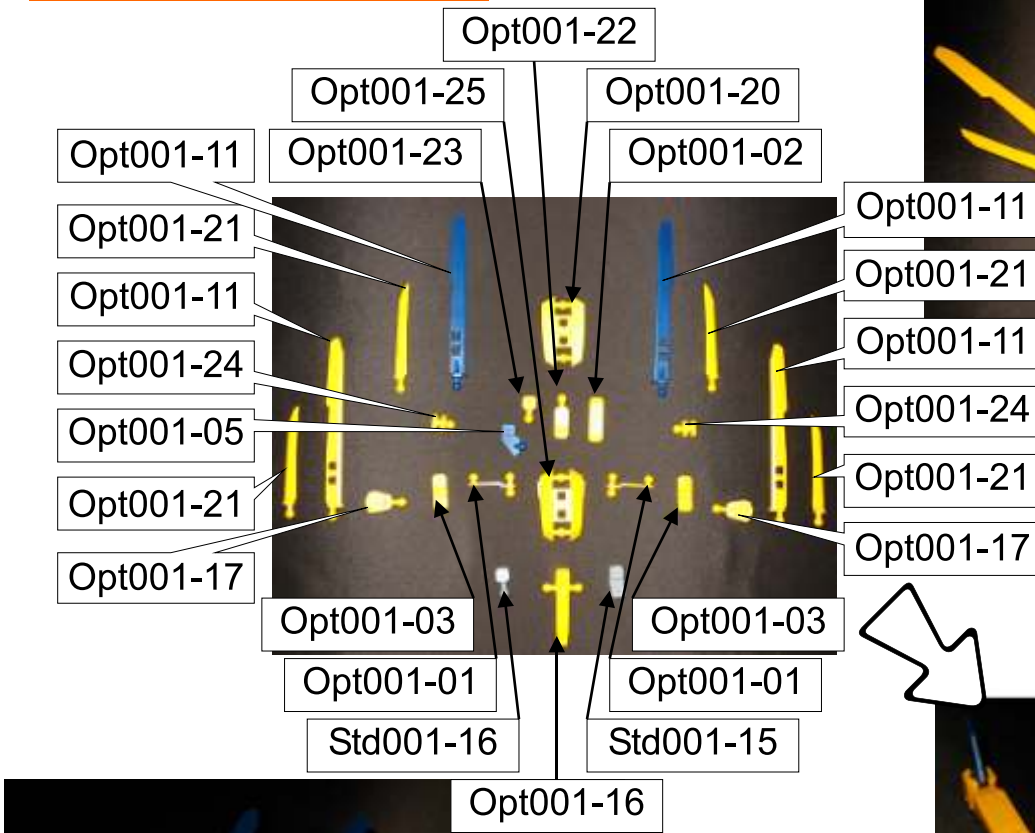 Opt001-22
Opt001-25 Opt001-20
Opt001-11 Opt001-23 Opt001-02
Opt001-11
Opt001-21
Opt001-21
Opt001-11
Opt001-11
Opt001-24
Opt001-24
Opt001-05
Opt001-21
Opt001-21
Opt001-17
Opt001-17
Opt001-03 Opt001-03
Opt001-01 Opt001-01
Std001-16 Std001-15
Opt001-16